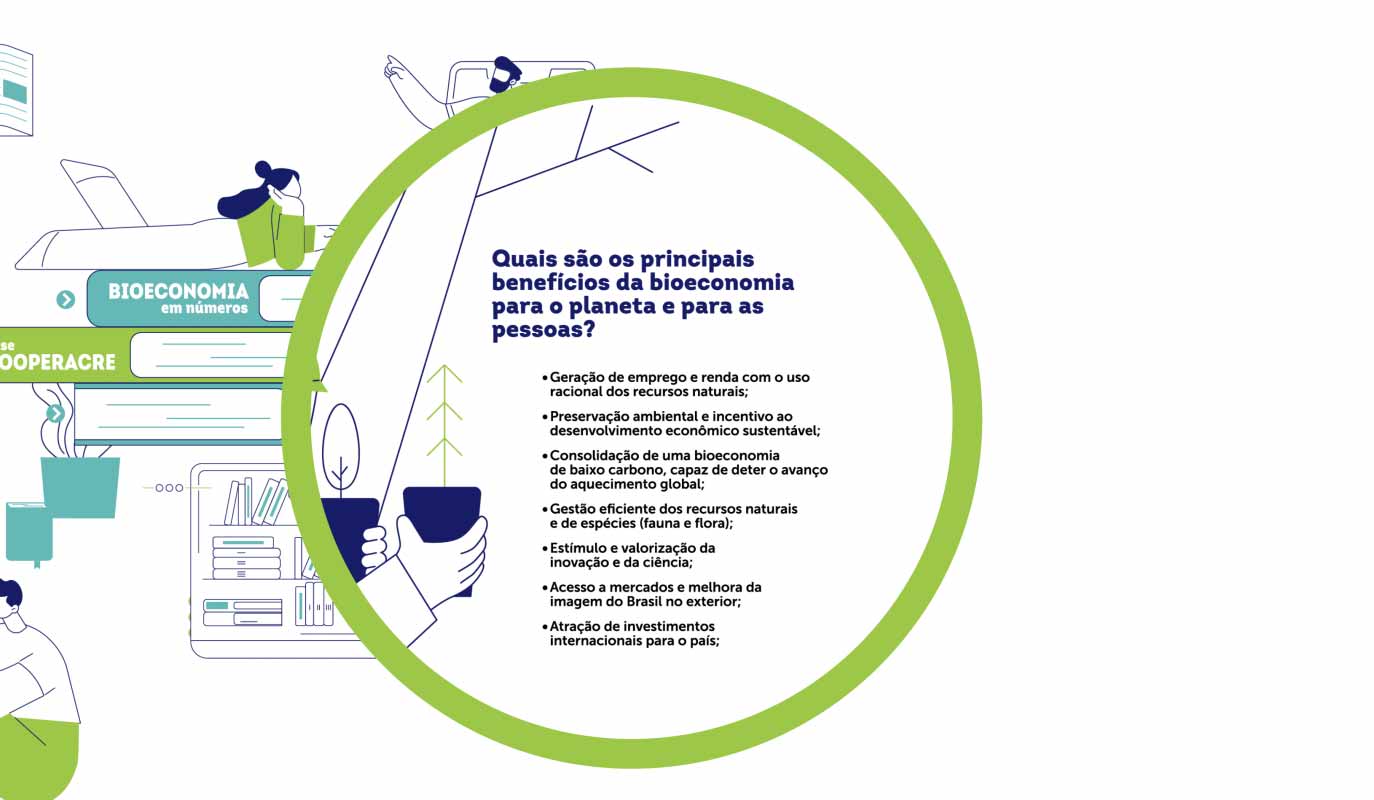 BIOECONOMIA
em números
se
OOPERACRE
Quais são os principais
benefícios da bioeconomia
para o planeta e para as
pessoas?
• Geração de emprego e renda com o uso
racional dos recursos naturais;
• Preservação ambiental e incentivo ao
desenvolvimento econômico sustentável;
• Consolidação de uma bioeconomia
de baixo carbono, capaz de deter o avanço
do aquecimento global;
• Gestão eficiente dos recursos naturais
e de espécies (fauna e flora);
• Estímulo e valorização da
inovação e da ciência;
• Acesso a mercados e melhora da
imagem do Brasil no exterior;
• Atração de investimentos
internacionais para o país;